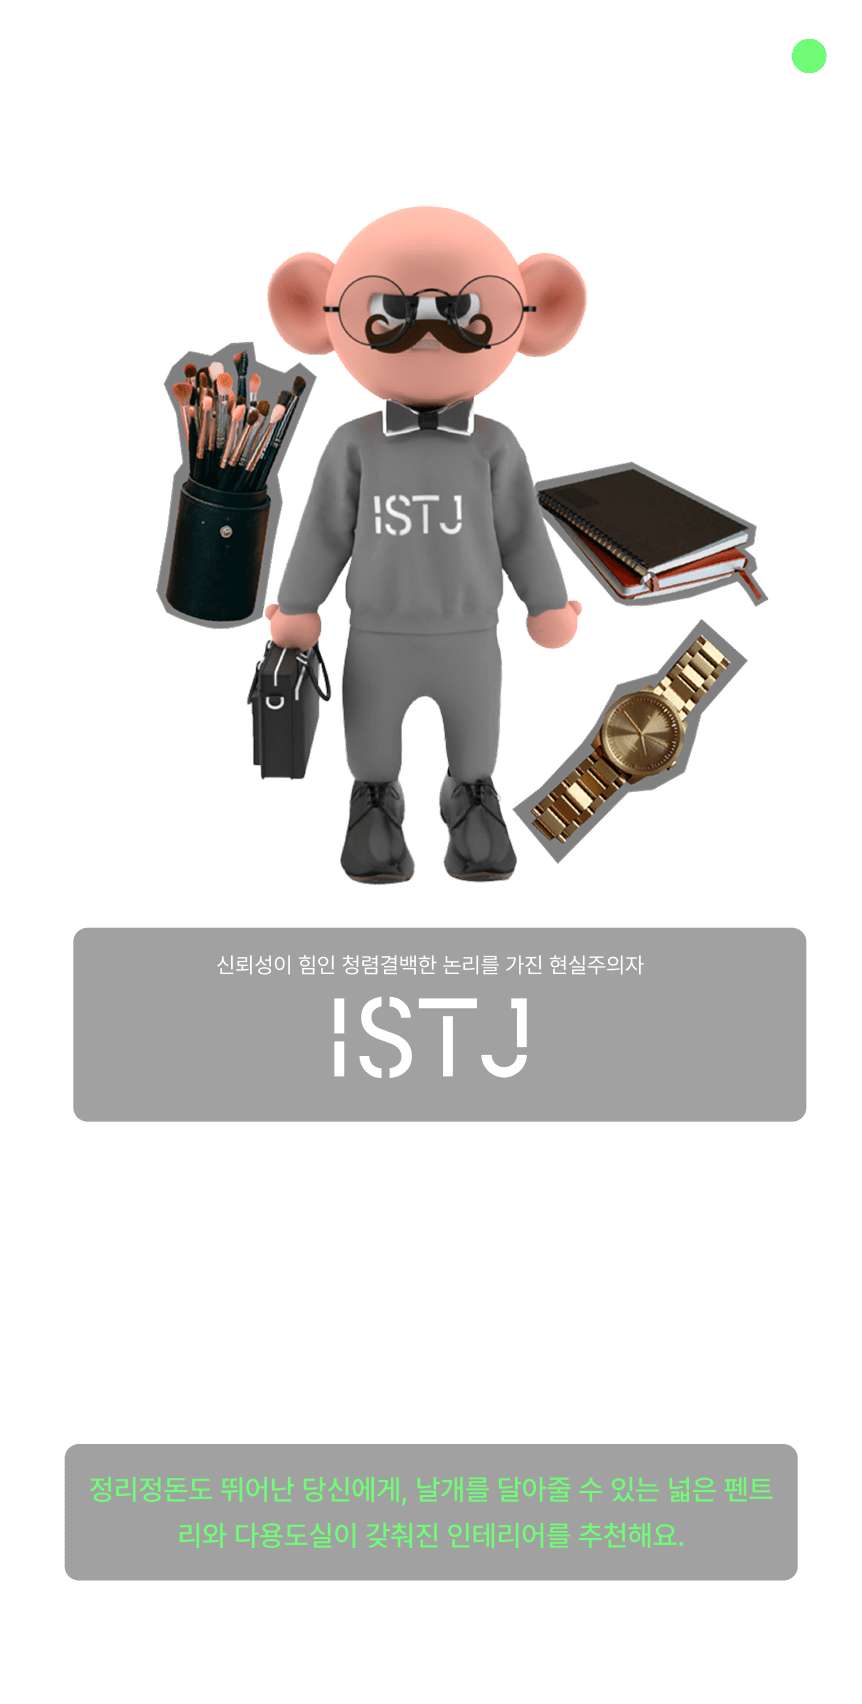 ISTJ
신뢰성이 힘인 청렴결백한 논리를 가진 현실주의자
ISTJ
정리정돈도 뛰어난 당신에게, 날개를 달아줄 수 있는 넓은 펜트
리와 다용도실이 갖춰진 인테리어를 추천해요.